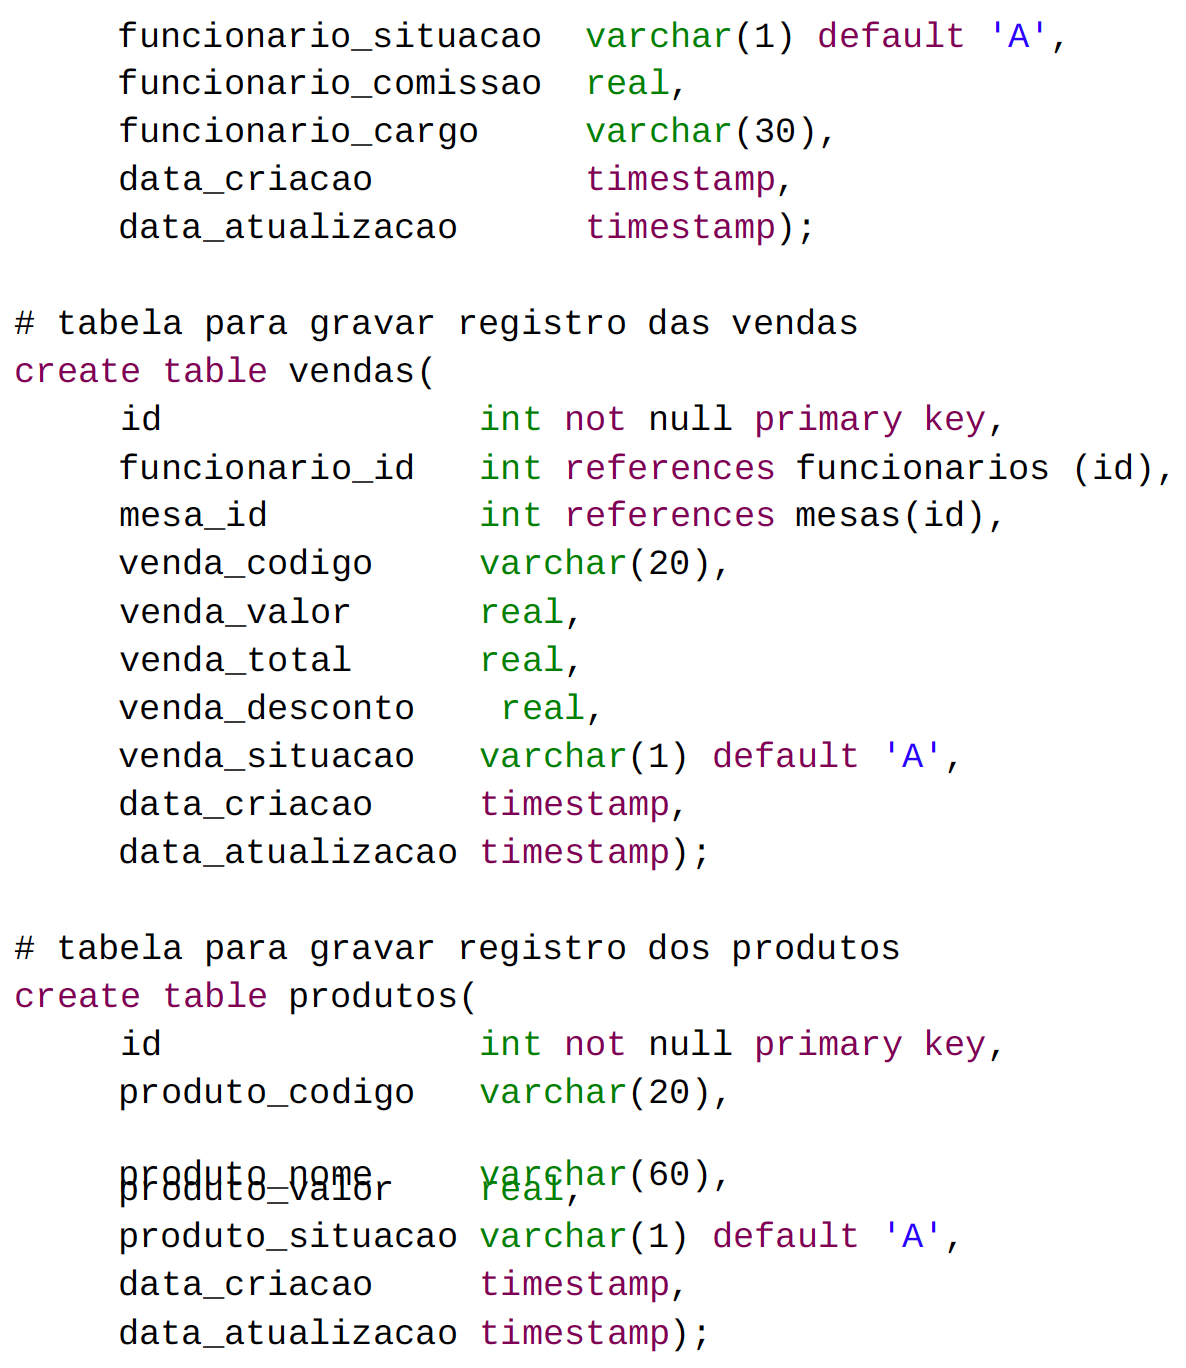 funcionario_situacao  varchar(1) default 'A',
funcionario_comissao  real,
funcionario_cargo     varchar(30),
data_criacao          timestamp,
data_atualizacao      timestamp);
# tabela para gravar registro das vendas
create table vendas(
id               int not null primary key,
funcionario_id   int references funcionarios (id),
mesa_id          int references mesas(id),
venda_codigo     varchar(20),
venda_valor      real,
venda_total      real,
venda_desconto    real,
venda_situacao   varchar(1) default 'A',
data_criacao     timestamp,
data_atualizacao timestamp);
# tabela para gravar registro dos produtos
create table produtos(
id               int not null primary key,
produto_codigo   varchar(20),
produto_nome     varchar(60),
produto_valor    real,
produto_situacao varchar(1) default 'A',
data_criacao     timestamp,
data_atualizacao timestamp);